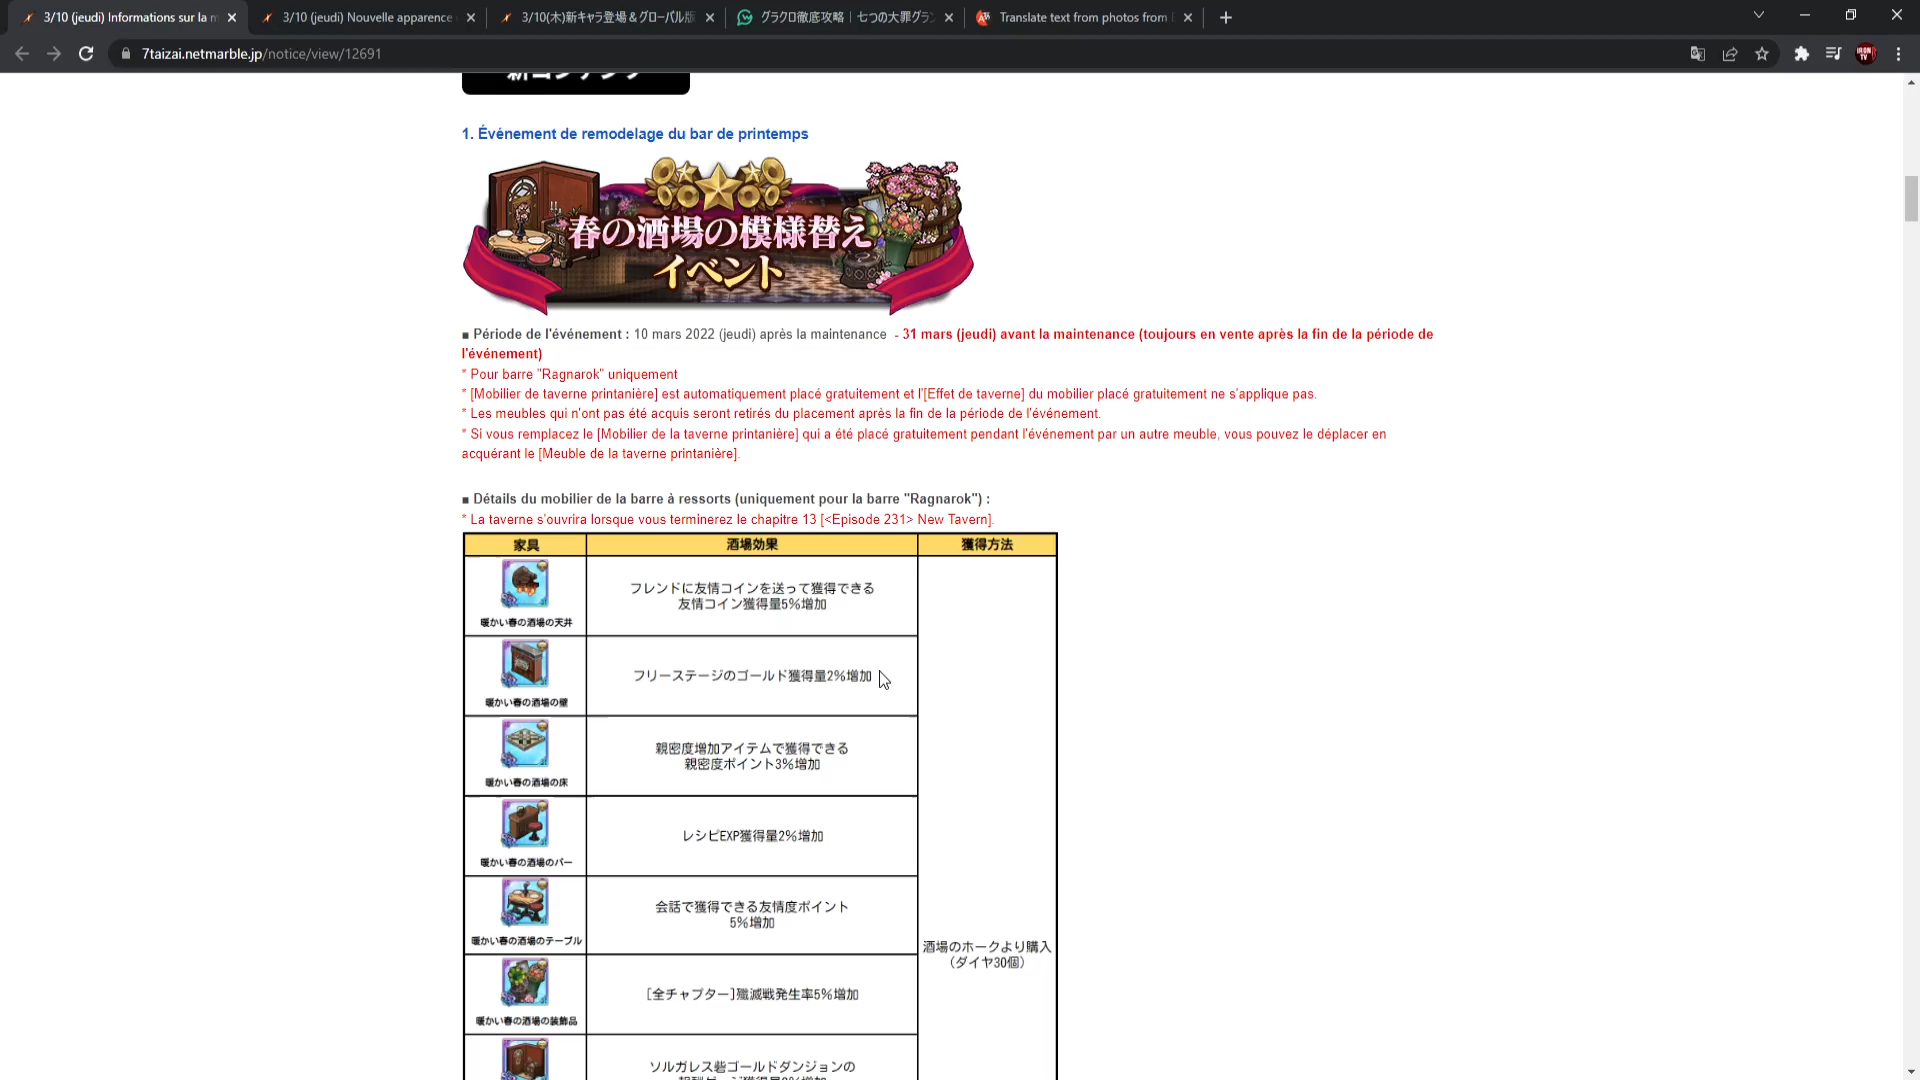 3/10 (jeudi) Informations sur la m
3/10 (jeudi) Nouvelle apparence
3/10(木)新キャラ登場＆グローバル版
グラクロ徹底攻略｜七つの大罪グラン
Translate text from photos from
7taizai.netmarble.jp/notice/view/12691
新コンテンツ
1. Événement de remodelage du bar de printemps
春の酒場の模様替え
イベント
■ Période de l'événement : 10 mars 2022 (jeudi) après la maintenance - 31 mars (jeudi) avant la maintenance (toujours en vente après la fin de la période de
l'événement)
* Pour barre "Ragnarok" uniquement
* [Mobilier de taverne printanière] est automatiquement placé gratuitement et l'[Effet de taverne] du mobilier placé gratuitement ne s'applique pas.
* Les meubles qui n'ont pas été acquis seront retirés du placement après la fin de la période de l'événement.
* Si vous remplacez le [Mobilier de la taverne printanière] qui a été placé gratuitement pendant l'événement par un autre meuble, vous pouvez le déplacer en
acquérant le [Meuble de la taverne printanière].
■ Détails du mobilier de la barre à ressorts (uniquement pour la barre "Ragnarok") :
* La taverne s'ouvrira lorsque vous terminerez le chapitre 13 [<Episode 231> New Tavern].
家具 酒場効果 獲得方法
フレンドに友情コインを送って獲得できる
友情コイン獲得量5%増加
暖かい春の酒場の天井
フリーステージのゴールド獲得量2%増加
暖かい春の酒場の壁
親密度増加アイテムで獲得できる
親密度ポイント3%増加
暖かい春の酒場の床
レシピEXP獲得量2%増加
暖かい春の酒場のバー
会話で獲得できる友情度ポイント
5%増加
暖かい春の酒場のテーブル
酒場のホークより購入
（ダイヤ30個）
[全チャプター]殲滅戦発生率5%増加
暖かい春の酒場の装飾品
ソルガレス砦ゴールドダンジョンの